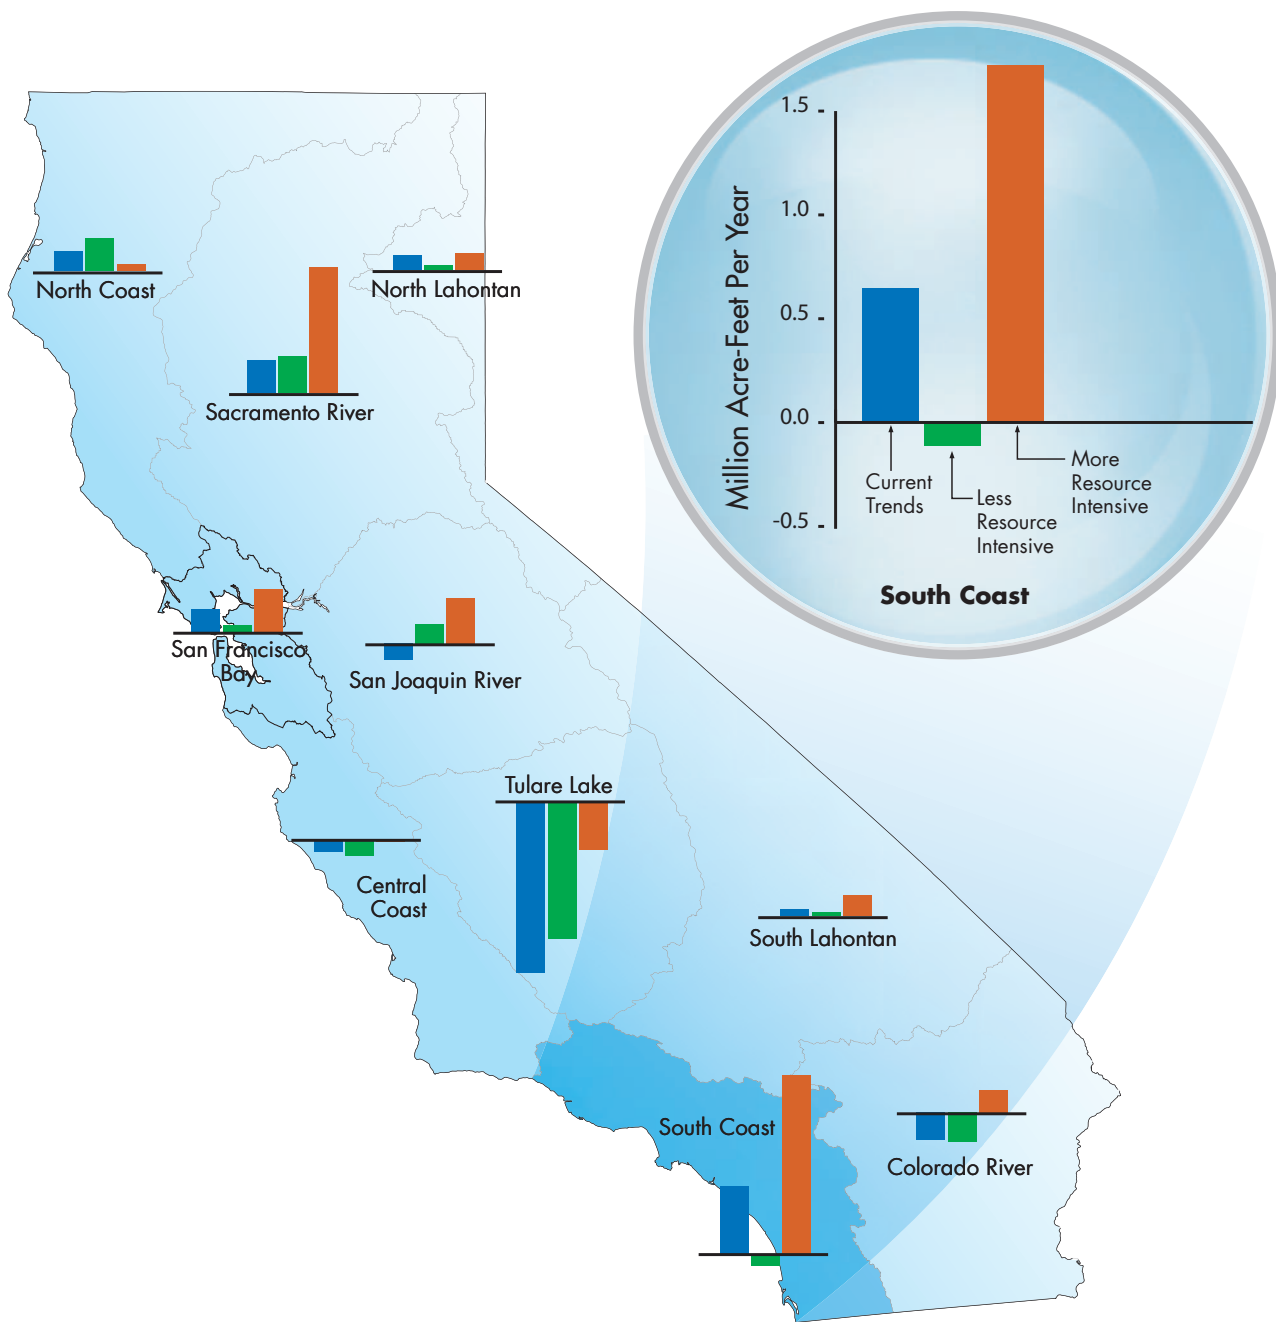 1.5
1.0
0.5
0.0
-0.5
Million Acre-Feet Per Year
Current
Trends
Less
Resource
Intensive
More
Resource
Intensive
South Coast
North Coast
North Lahontan
Sacramento River
San Francisco
Bay
San Joaquin River
Tulare Lake
Central
Coast
South Lahontan
South Coast
Colorado River